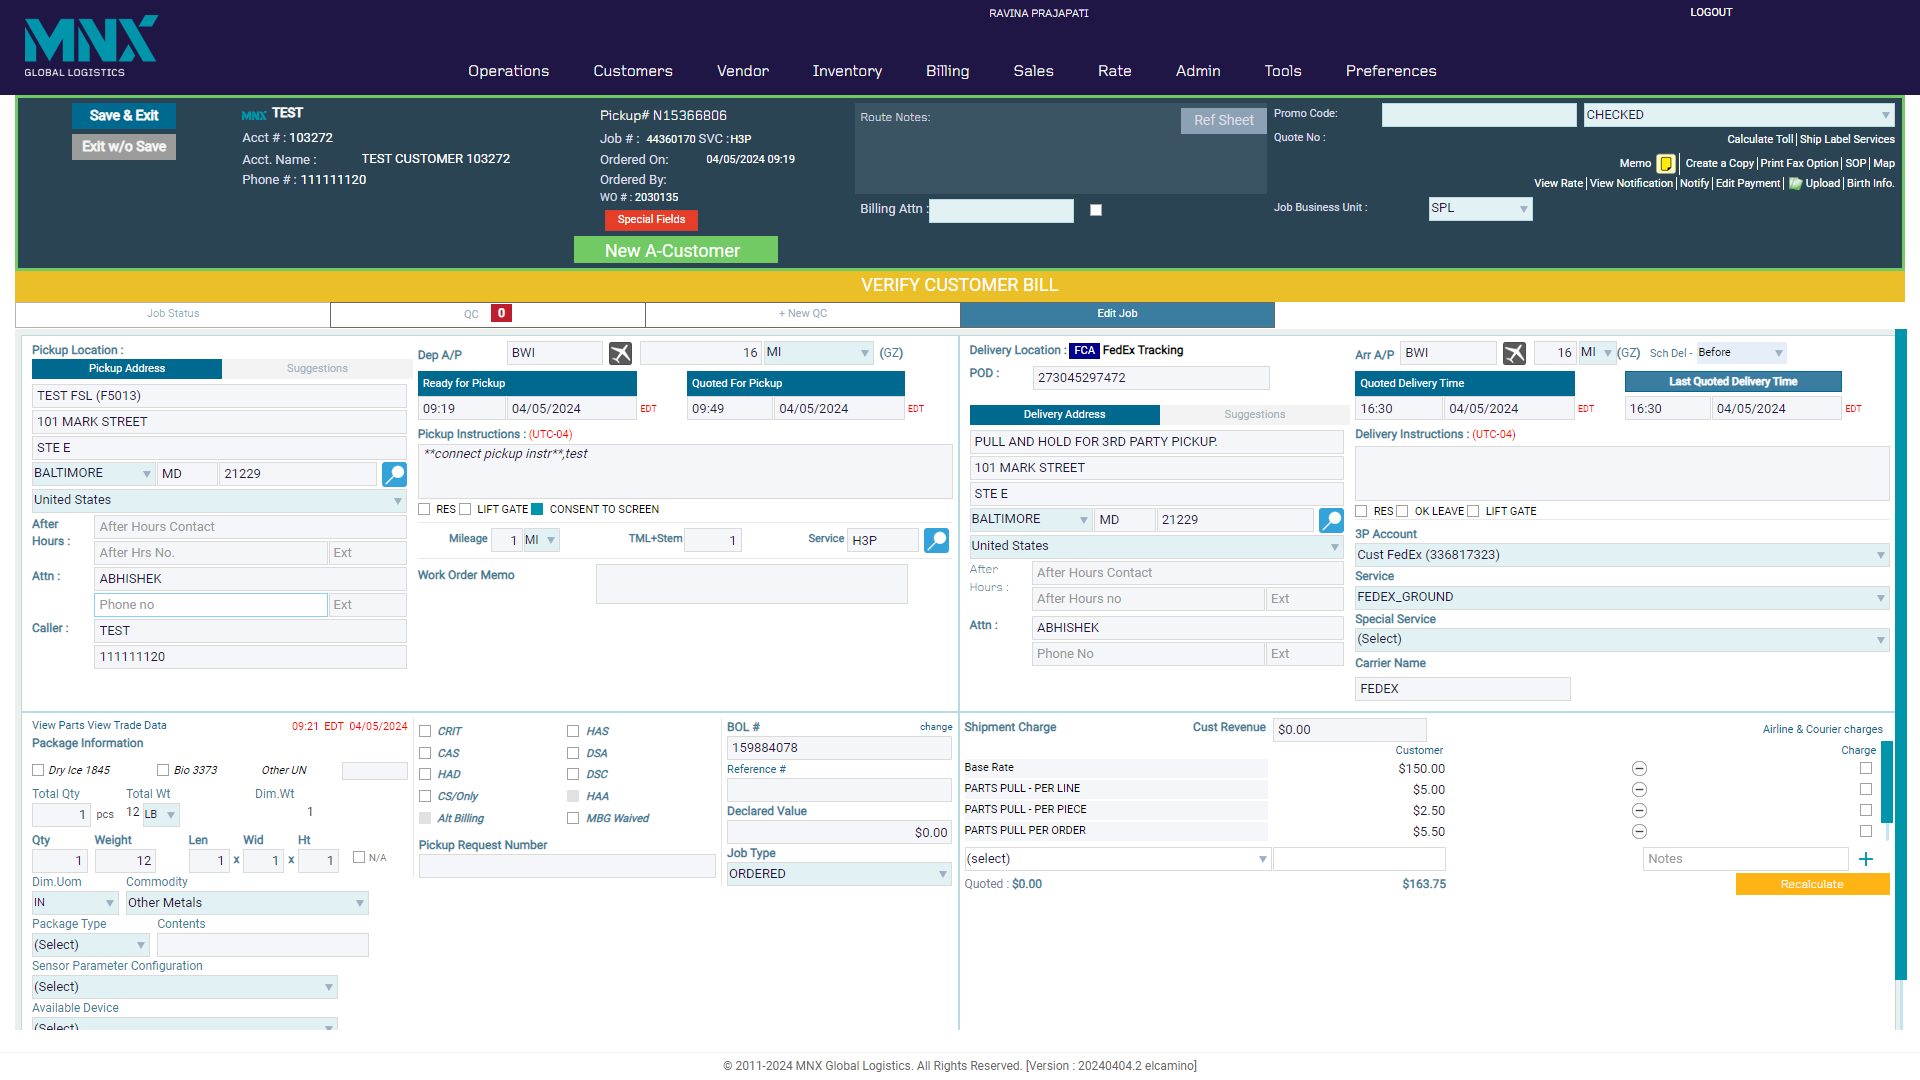 RAVINA PRAJAPATI
LOGOUT
MNX
GLOBAL LOGISTICS
Operations Customers Vendor Inventory Billing Sales Rate Admin Tools Preferences
Save & Exit
Exit w/o Save
MNX TEST
Acct # : 103272
Acct. Name : TEST CUSTOMER 103272
Phone # : 111111120
Pickup# N15366806
Job # : 44360170 SVC : H3P
Ordered On: 04/05/2024 09:19
Ordered By:
WO # : 2030135
Special Fields
New A-Customer
Route Notes:
Ref Sheet
Billing Attn :
Promo Code:
CHECKED
Quote No :
Calculate Toll | Ship Label Services
Memo | Create a Copy | Print Fax Option | SOP | Map
View Rate | View Notification | Notify | Edit Payment | Upload | Birth Info.
Job Business Unit : SPL
VERIFY CUSTOMER BILL
Job Status
QC 0
+ New QC
Edit Job
Pickup Location :
Pickup Address Suggestions
TEST FSL (F5013)
101 MARK STREET
STE E
BALTIMORE MD 21229
United States
After Hours : After Hours Contact
After Hrs No. Ext
Attn : ABHISHEK
Phone no Ext
Caller : TEST
111111120
Dep A/P BWI 16 MI (GZ)
Ready for Pickup
09:19 04/05/2024 EDT
Quoted For Pickup
09:49 04/05/2024 EDT
Pickup Instructions : (UTC-04)
**connect pickup instr**,test
RES LIFT GATE CONSENT TO SCREEN
Mileage 1 MI TML+Stem 1 Service H3P
Work Order Memo
Delivery Location : FCA FedEx Tracking
POD : 273045297472
Delivery Address Suggestions
PULL AND HOLD FOR 3RD PARTY PICKUP.
101 MARK STREET
STE E
BALTIMORE MD 21229
United States
After Hours : After Hours Contact
After Hours no Ext
Attn : ABHISHEK
Phone No Ext
Arr A/P BWI 16 MI (GZ) Sch Del - Before
Quoted Delivery Time
16:30 04/05/2024 EDT
Last Quoted Delivery Time
16:30 04/05/2024 EDT
Delivery Instructions : (UTC-04)
RES OK LEAVE LIFT GATE
3P Account
Cust FedEx (336817323)
Service
FEDEX_GROUND
Special Service
(Select)
Carrier Name
FEDEX
View Parts View Trade Data 09:21 EDT 04/05/2024
Package Information
Dry Ice 1845 Bio 3373 Other UN
Total Qty Total Wt Dim.Wt
1 pcs 12 LB 1
Qty Weight Len Wid Ht
1 12 1 x 1 x 1 N/A
Dim.Uom Commodity
IN Other Metals
Package Type Contents
(Select)
Sensor Parameter Configuration
(Select)
Available Device
(Select)
CRIT HAS
CAS DSA
HAD DSC
CS/Only HAA
Alt Billing MBG Waived
Pickup Request Number
BOL # change
159884078
Reference #
Declared Value
$0.00
Job Type
ORDERED
Shipment Charge Cust Revenue $0.00 Airline & Courier charges
Customer Charge
Base Rate $150.00
PARTS PULL - PER LINE $5.00
PARTS PULL - PER PIECE $2.50
PARTS PULL PER ORDER $5.50
(select) Notes +
Quoted : $0.00 $163.75 Recalculate
© 2011-2024 MNX Global Logistics. All Rights Reserved. [Version : 20240404.2 elcamino]